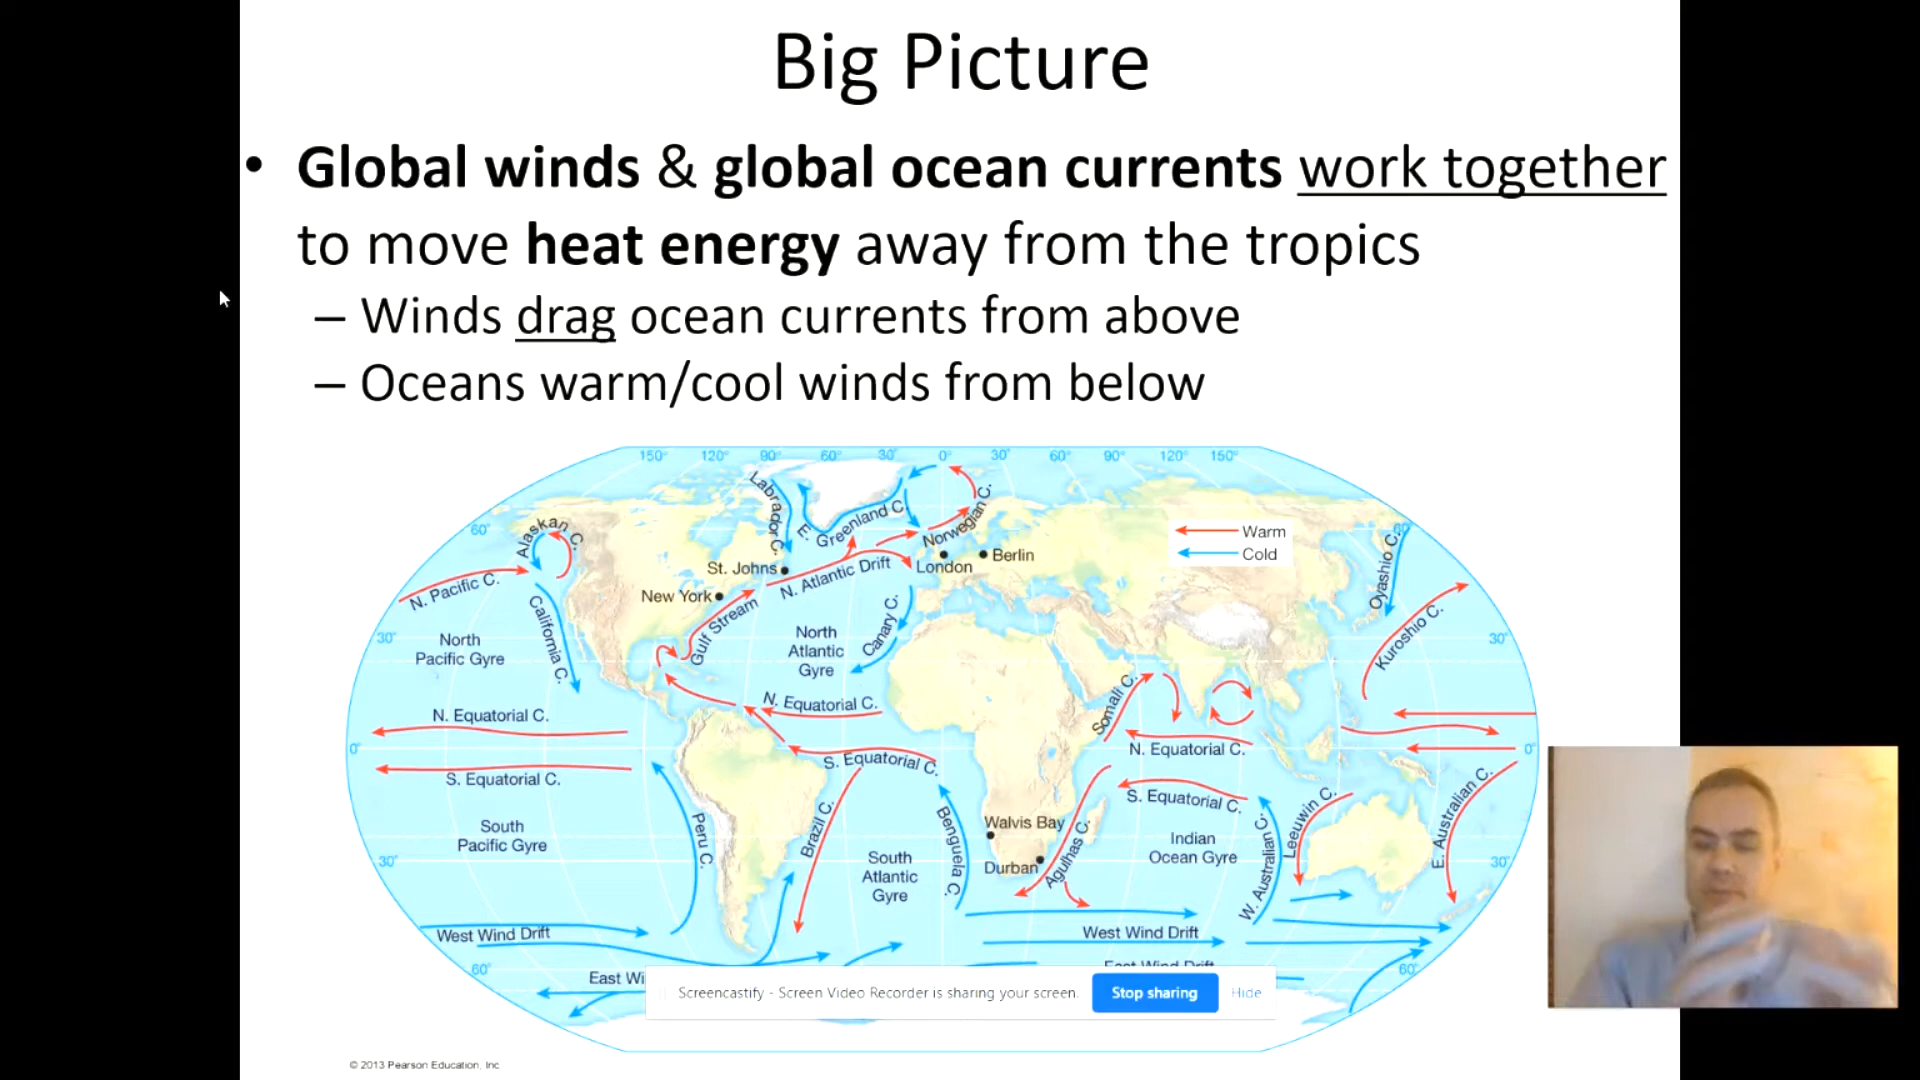 Big Picture
• Global winds & global ocean currents work together
to move heat energy away from the tropics
– Winds drag ocean currents from above
– Oceans warm/cool winds from below
150° 120° 90° 60° 30° 0° 30° 60° 90° 120° 150°
60°
60°
Alaskan C.
Labrador C.
E. Greenland C.
Norwegian C.
Warm
Cold
Oyashio C.
St. Johns
N. Atlantic Drift
London
Berlin
N. Pacific C.
New York
Gulf Stream
California C.
Canary C.
Kuroshio C.
30°
30°
North
Pacific Gyre
North
Atlantic
Gyre
Somali C.
N. Equatorial C.
N. Equatorial C.
N. Equatorial C.
0°
0°
S. Equatorial C.
S. Equatorial C.
S. Equatorial C.
South
Pacific Gyre
Peru C.
Brazil C.
South
Atlantic
Gyre
Benguela C.
Walvis Bay
Durban
Agulhas C.
Indian
Ocean Gyre
W. Australian C.
Leeuwin C.
E. Australian C.
30°
30°
West Wind Drift
West Wind Drift
60°
60°
East Wi
East Wind Drift
Screencastify - Screen Video Recorder is sharing your screen.
Stop sharing
Hide
© 2013 Pearson Education, Inc.